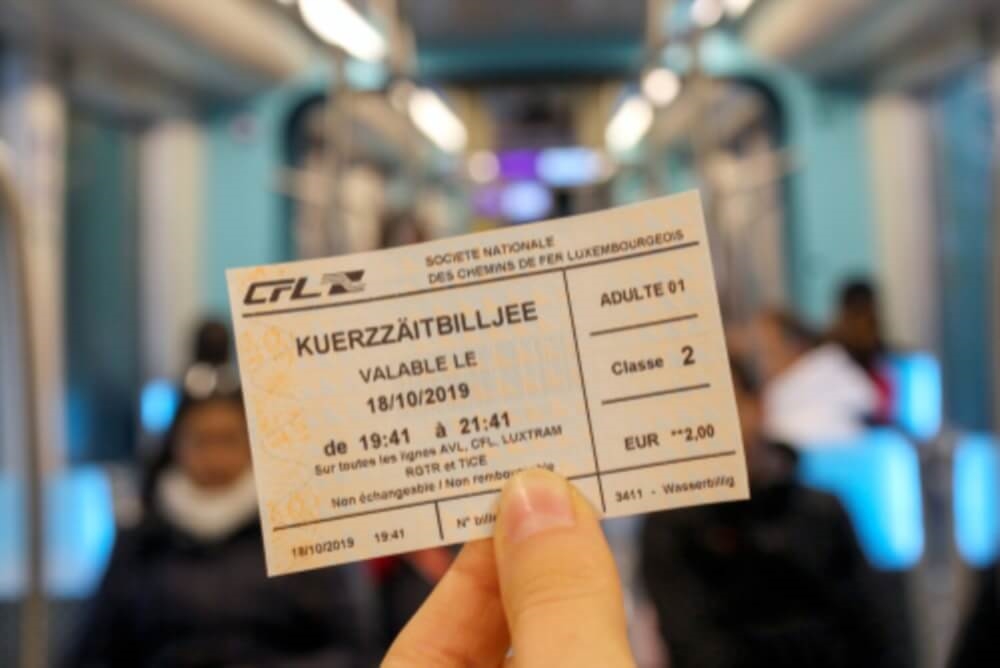 CFL
SOCIETE NATIONALE
DES CHEMINS DE FER LUXEMBOURGEOIS
KUERZZÄITBILLJEE
VALABLE LE
18/10/2019
de 19:41 à 21:41
Sur toutes les lignes AVL, CFL, LUXTRAM
RGTR et TICE
Non échangeable / Non remboursable
18/10/2019 19:41
N°
ADULTE 01
Classe 2
EUR **2,00
3411 - Wasserbillig